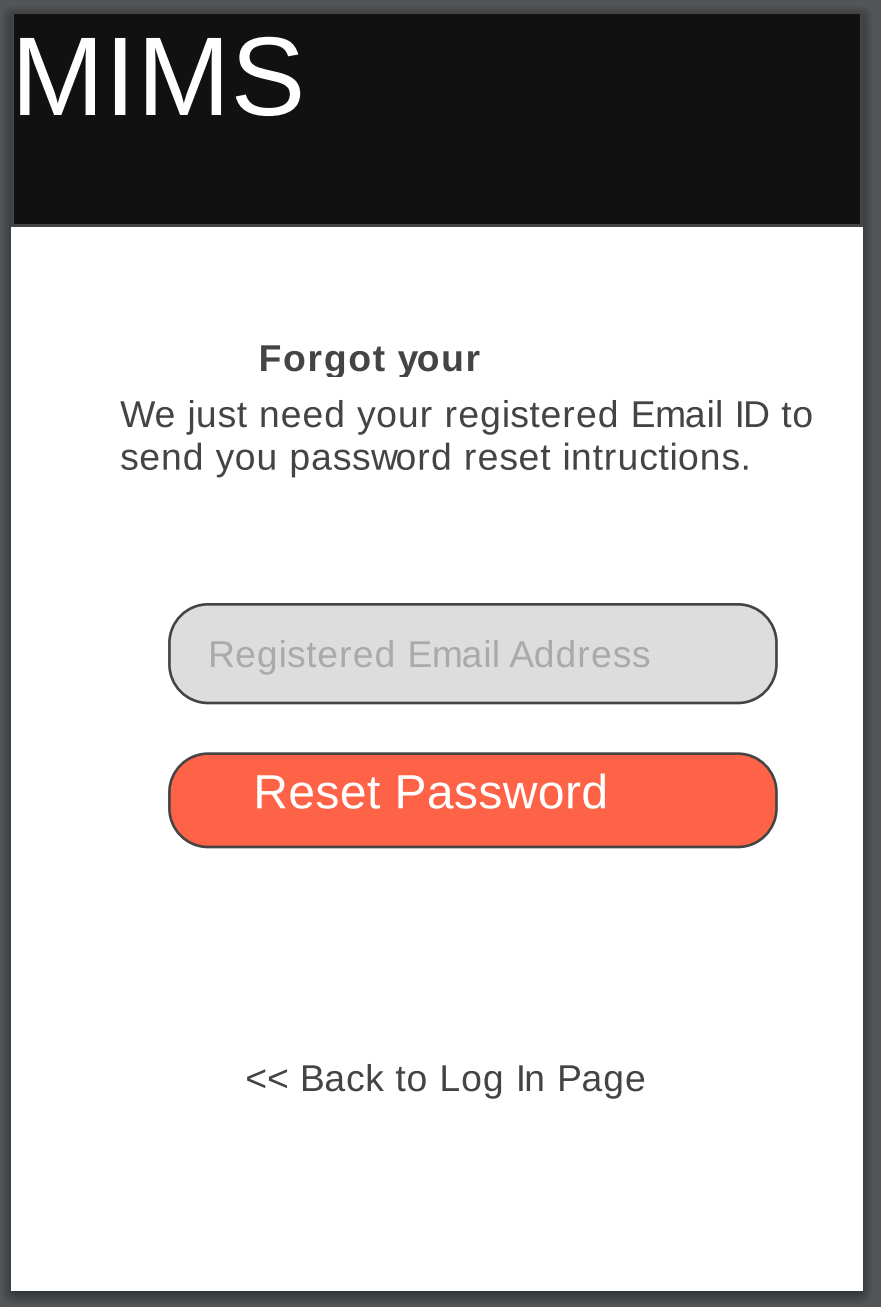 MIMS
Forgot your
We just need your registered Email ID to
send you password reset intructions.
Registered Email Address
Reset Password
<< Back to Log In Page